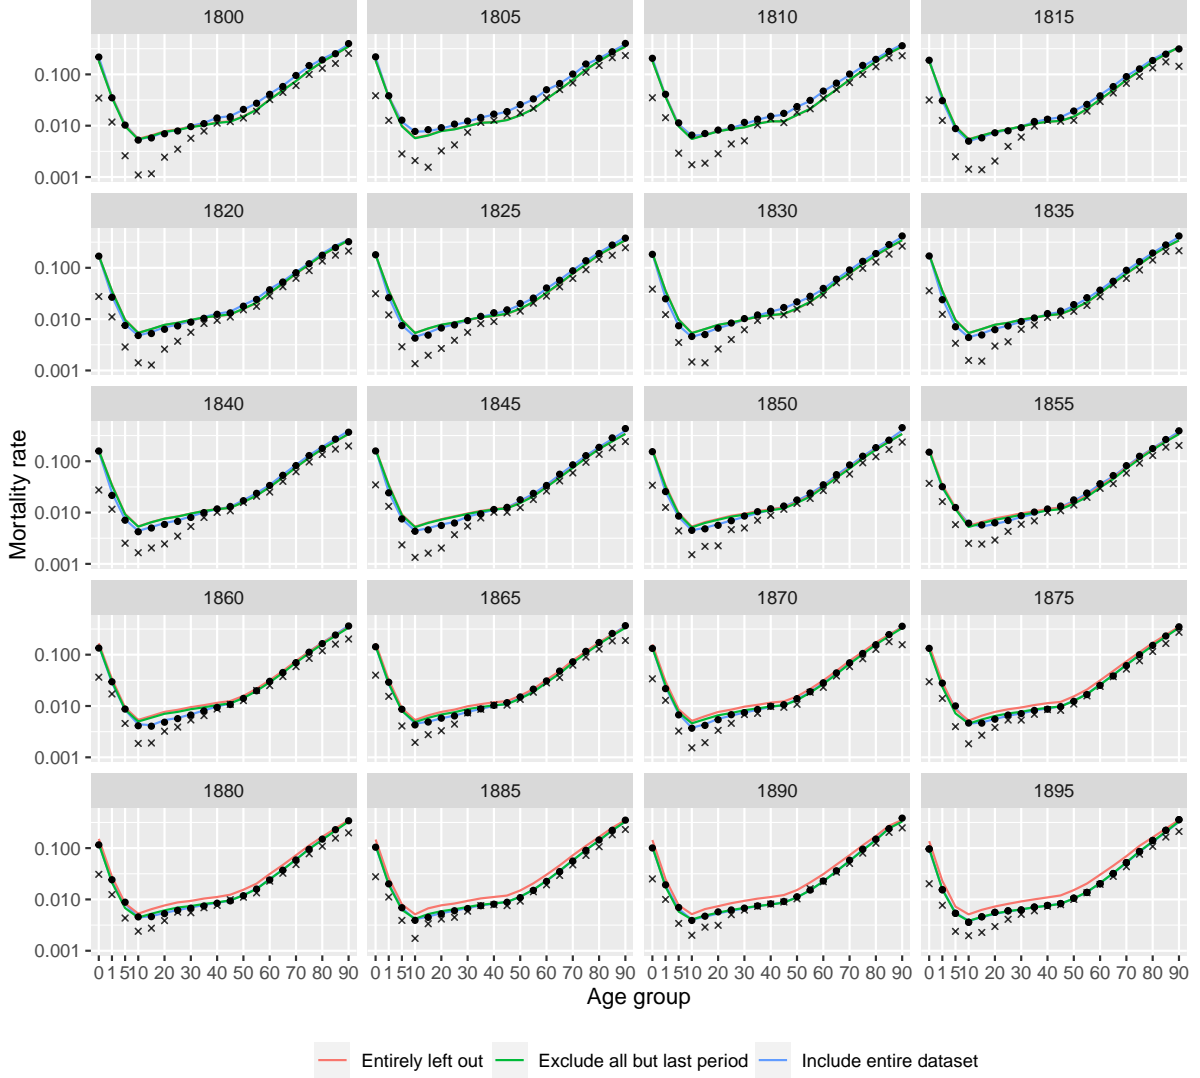 1800 1805 1810 1815
0.100
0.010
0.001
1820 1825 1830 1835
0.100
0.010
0.001
1840 1845 1850 1855
0.100
0.010
0.001
1860 1865 1870 1875
0.100
0.010
0.001
1880 1885 1890 1895
0.100
0.010
0.001
Mortality rate
0 1 5 10 20 30 40 50 60 70 80 90 0 1 5 10 20 30 40 50 60 70 80 90 0 1 5 10 20 30 40 50 60 70 80 90 0 1 5 10 20 30 40 50 60 70 80 90
Age group
Entirely left out Exclude all but last period Include entire dataset